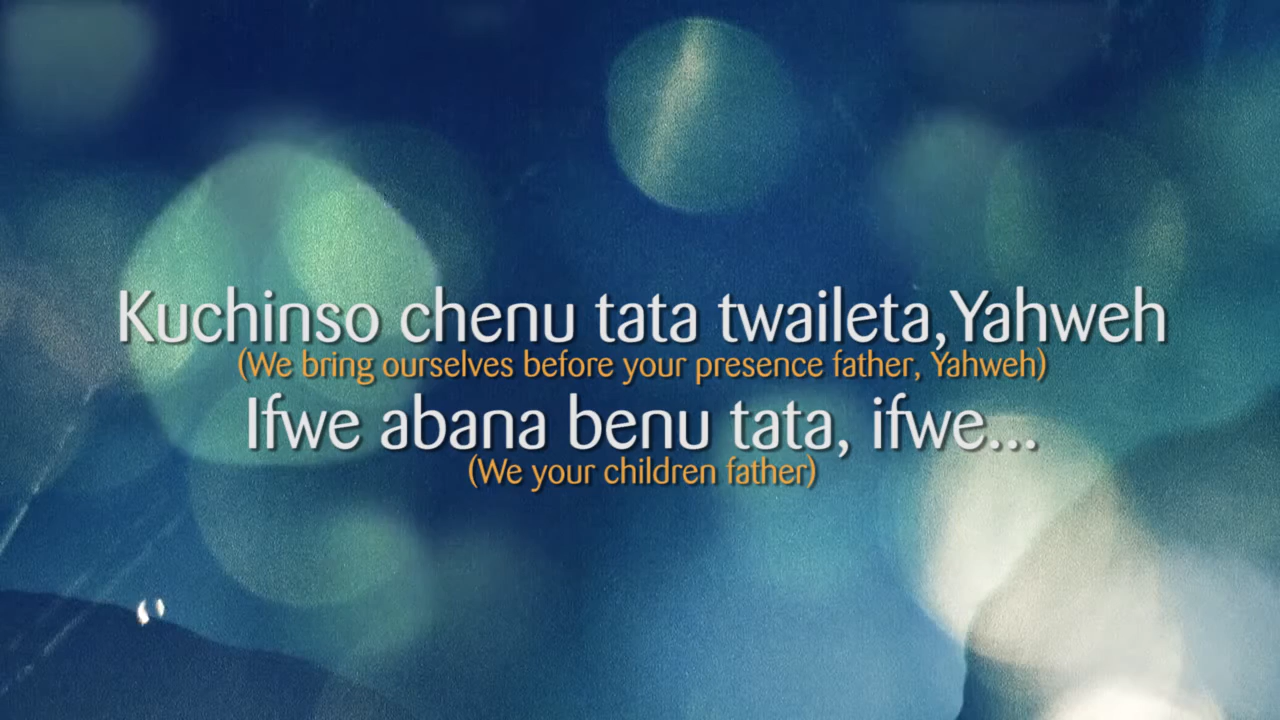 Kuchinso chenu tata twaileta, Yahweh
(We bring ourselves before your presence father, Yahweh)
Ifwe abana benu tata, ifwe...
(We your children father)